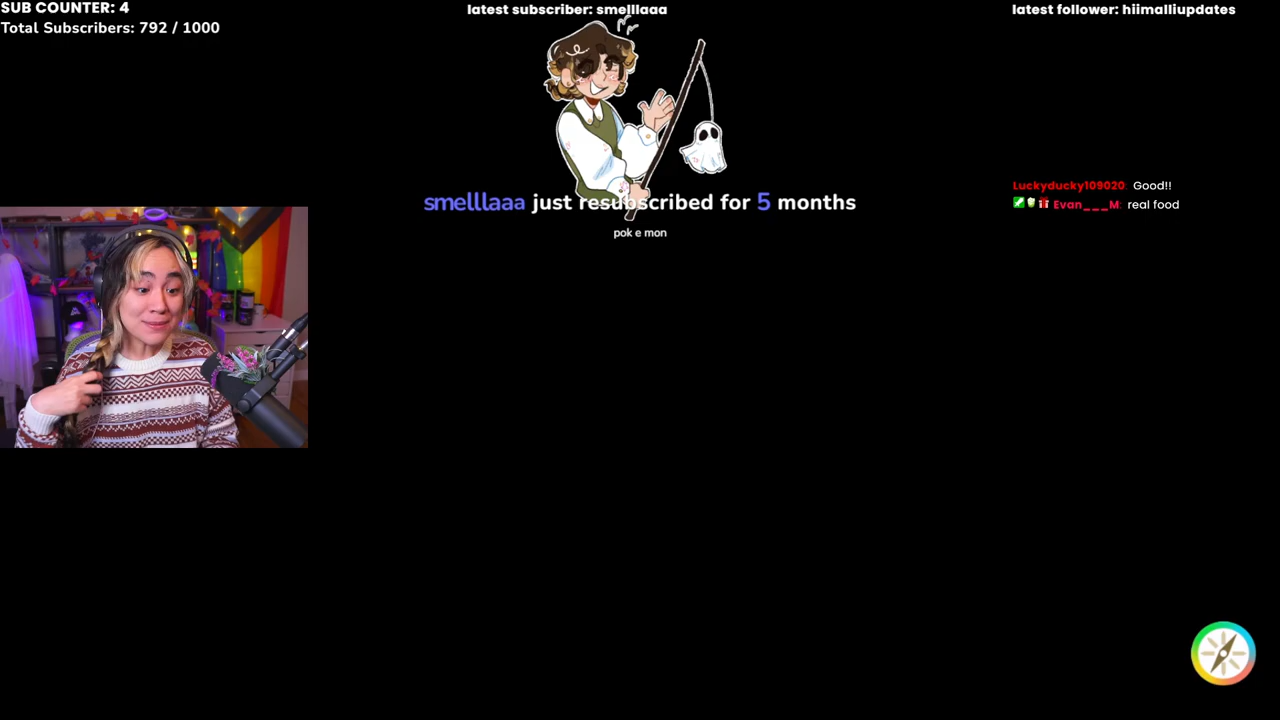 SUB COUNTER: 4
Total Subscribers: 792 / 1000
latest subscriber: smelllaaa
latest follower: hiimalliupdates
smelllaaa just resubscribed for 5 months
pok e mon
Luckyducky109020: Good!!
Evan___M: real food